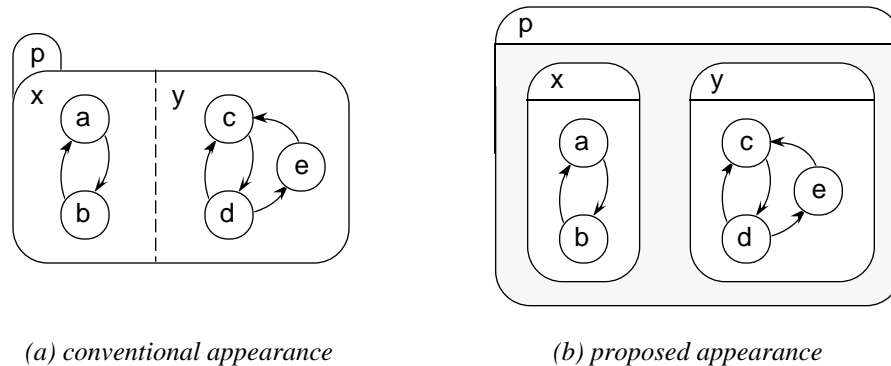 p
x
y
a
c
e
b
d
(a) conventional appearance
p
x
y
a
c
e
b
d
(b) proposed appearance